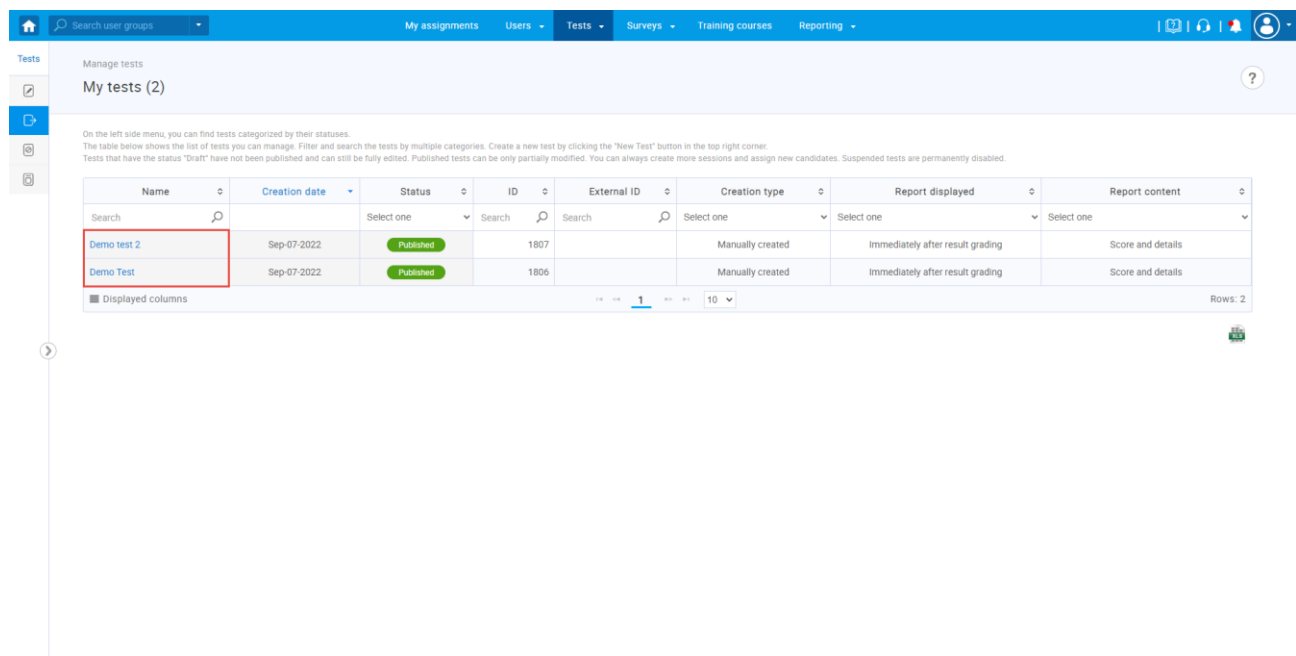 Search user groups My assignments Users Tests Surveys Training courses Reporting
Tests
Manage tests
My tests (2)
?
On the left side menu, you can find tests categorized by their statuses.
The table below shows the list of tests you can manage. Filter and search the tests by multiple categories. Create a new test by clicking the "New Test" button in the top right corner.
Tests that have the status "Draft" have not been published and can still be fully edited. Published tests can be only partially modified. You can always create more sessions and assign new candidates. Suspended tests are permanently disabled.
Name Creation date Status ID External ID Creation type Report displayed Report content
Search Select one Search Search Select one Select one Select one
Demo test 2 Sep-07-2022 Published 1807 Manually created Immediately after result grading Score and details
Demo Test Sep-07-2022 Published 1806 Manually created Immediately after result grading Score and details
Displayed columns 1 10 Rows: 2
XLS